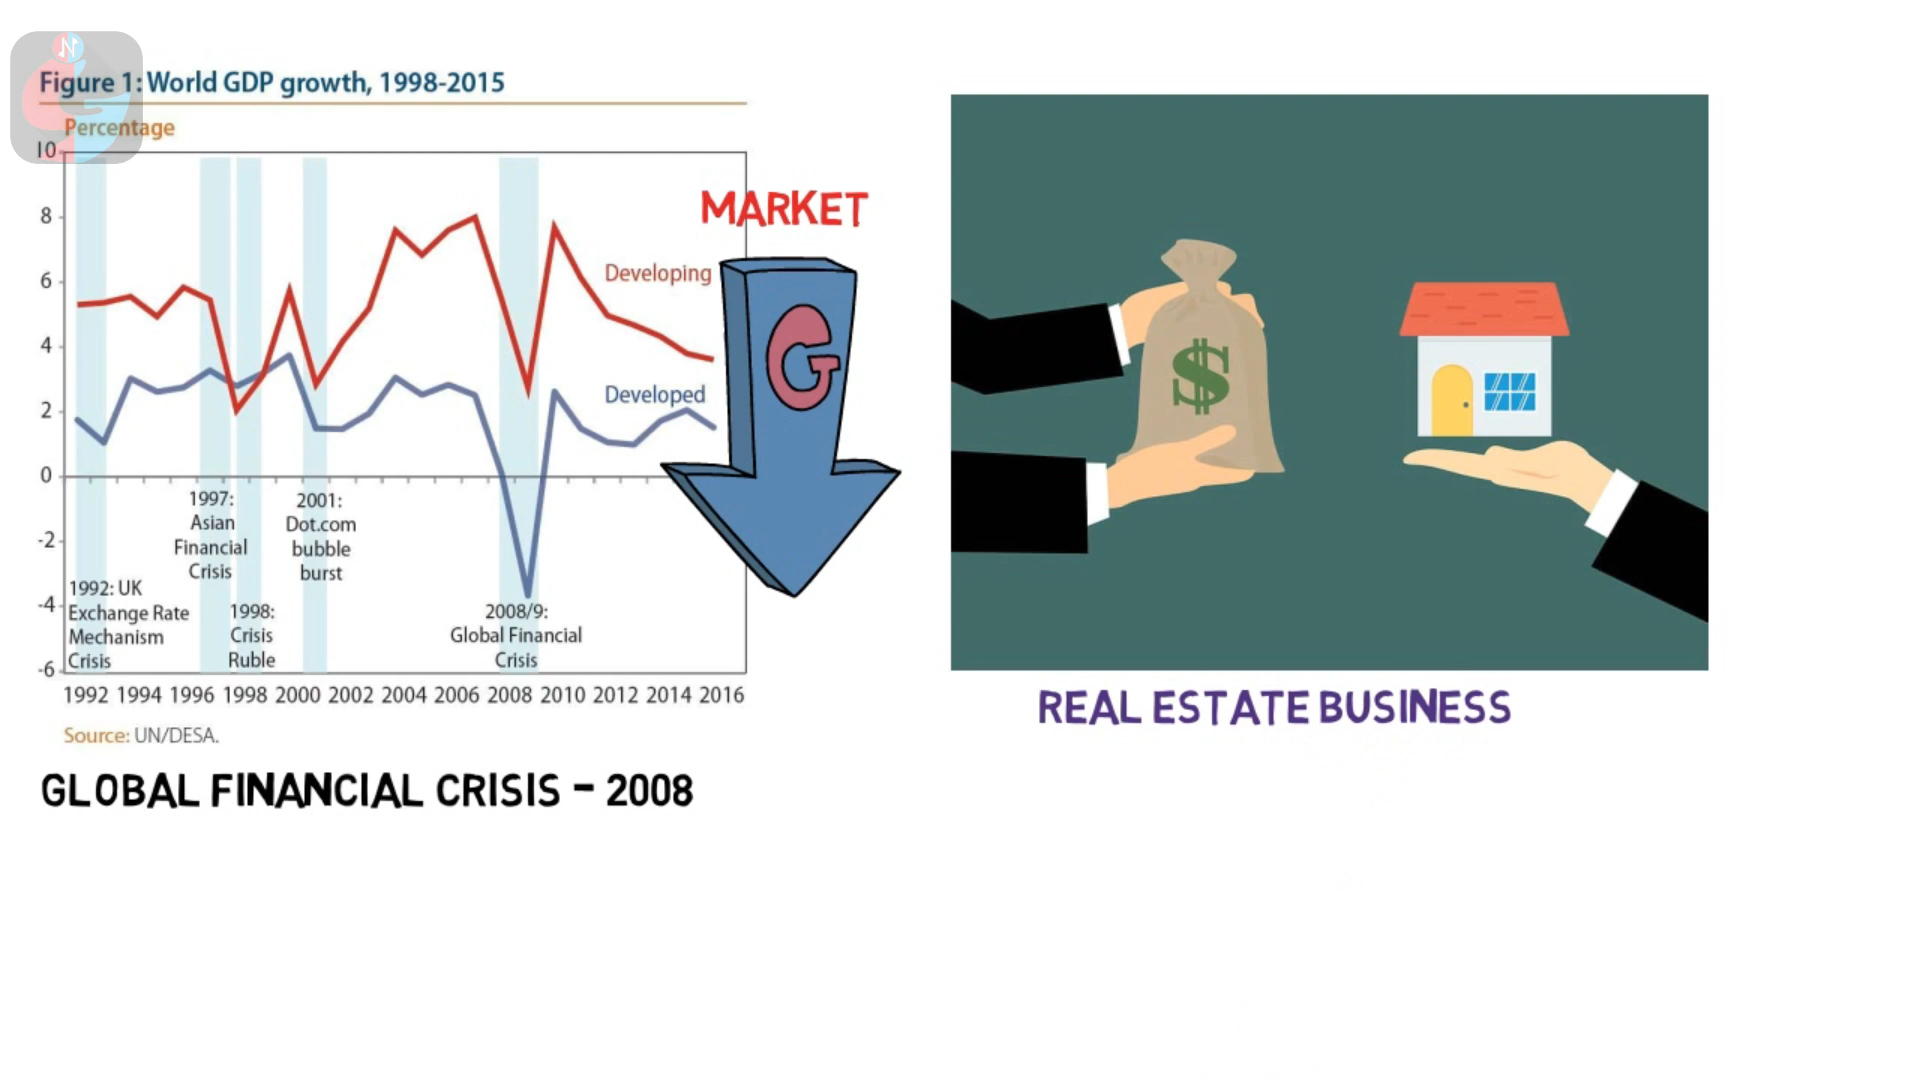 Figure 1: World GDP growth, 1998-2015
Percentage
10
8
6
4
2
0
-2
-4
-6
Developing
Developed
1992: UK
Exchange Rate
Mechanism
Crisis
1997:
Asian
Financial
Crisis
1998:
Crisis
Ruble
2001:
Dot.com
bubble
burst
2008/9:
Global Financial
Crisis
1992 1994 1996 1998 2000 2002 2004 2006 2008 2010 2012 2014 2016
Source: UN/DESA.
GLOBAL FINANCIAL CRISIS - 2008
MARKET
G
$
REAL ESTATE BUSINESS
N